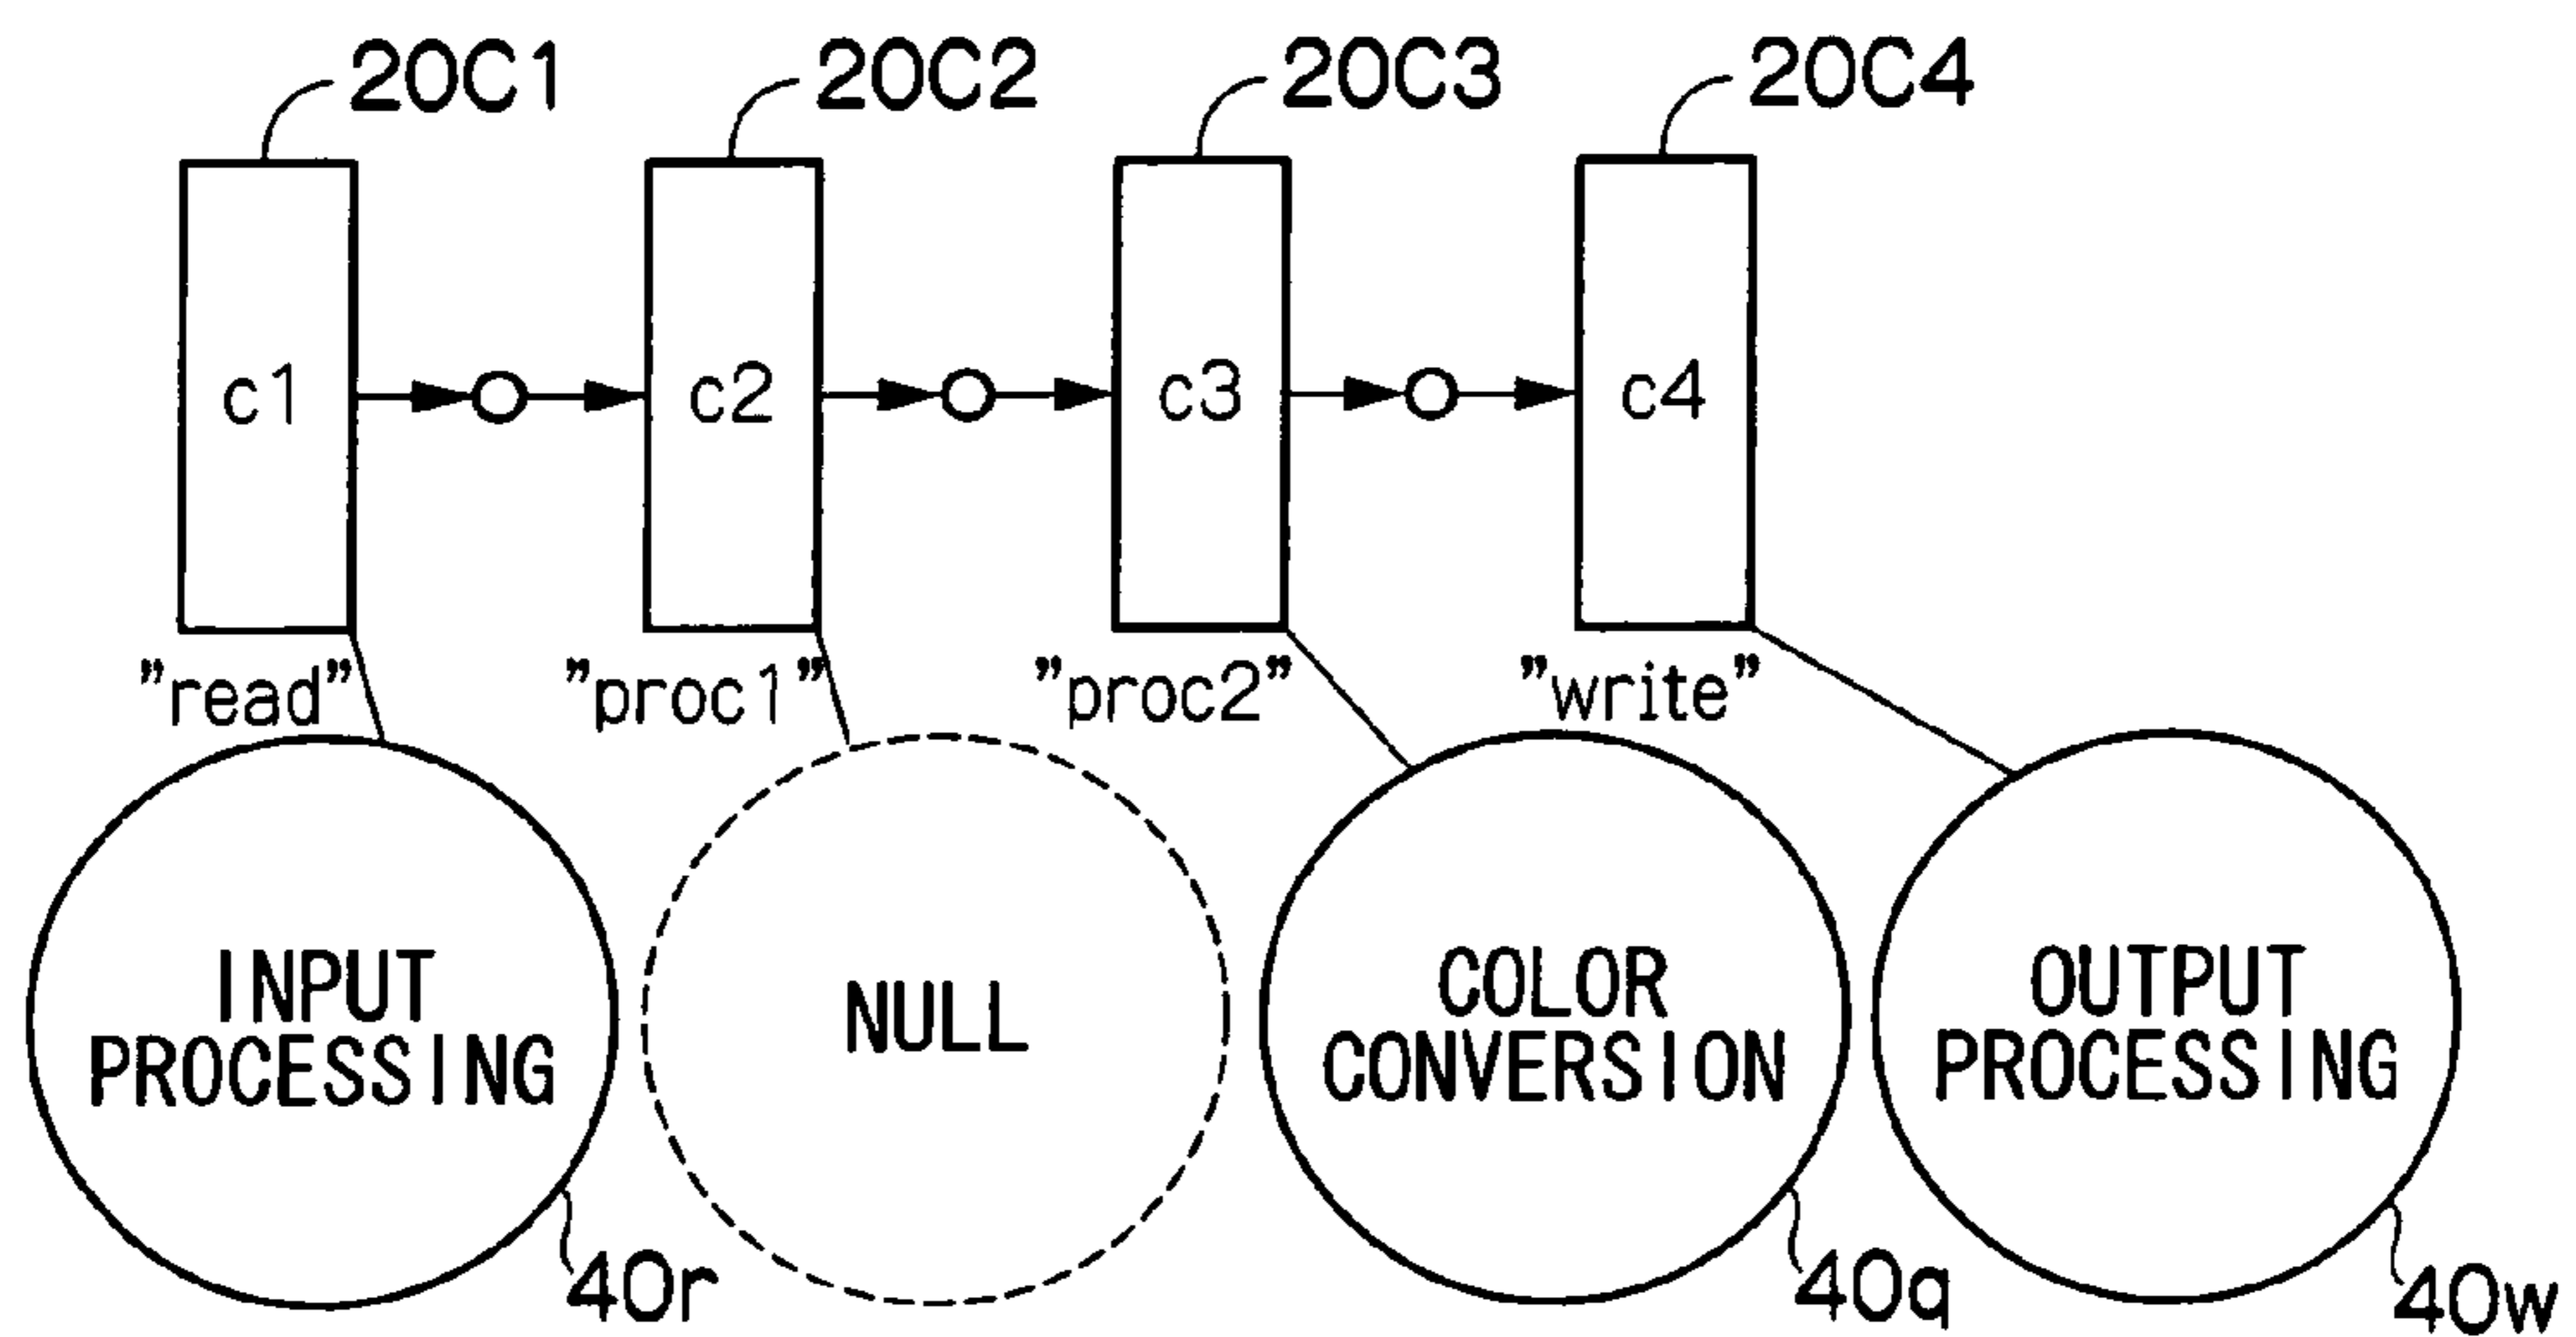 20C1 20C2 20C3 20C4
c1 c2 c3 c4
"read" "proc1" "proc2" "write"
INPUT
PROCESSING
NULL
COLOR
CONVERSION
OUTPUT
PROCESSING
40r 40q 40w